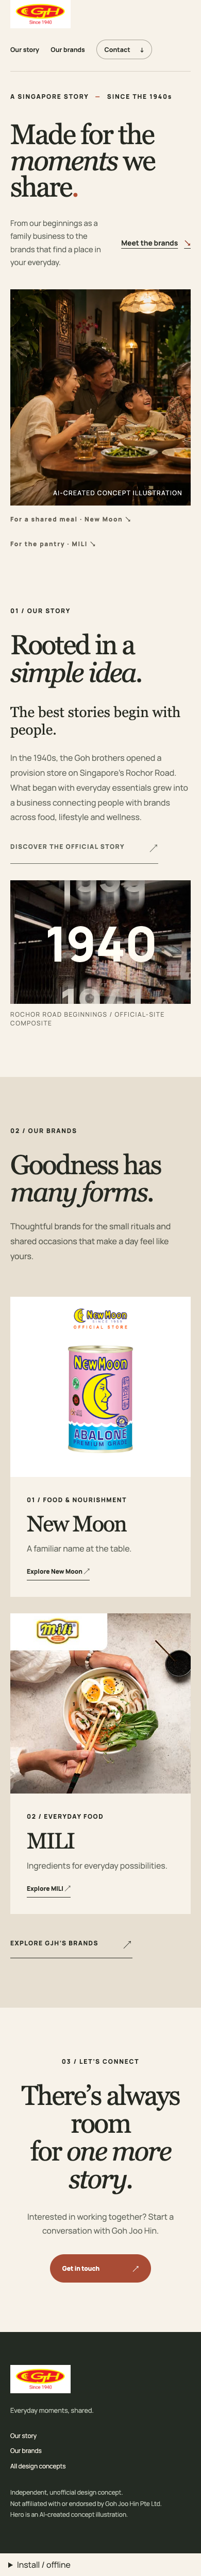 GH
Since 1940
Our story Our brands Contact ↓
A SINGAPORE STORY — SINCE THE 1940s
Made for the
moments we
share.
From our beginnings as a
family business to the
brands that find a place in
your everyday.
Meet the brands ↘
AI-CREATED CONCEPT ILLUSTRATION
For a shared meal · New Moon ↘
For the pantry · MILI ↘
01 / OUR STORY
Rooted in a
simple idea.
The best stories begin with
people.
In the 1940s, the Goh brothers opened a
provision store on Singapore's Rochor Road.
What began with everyday essentials grew into
a business connecting people with brands
across food, lifestyle and wellness.
DISCOVER THE OFFICIAL STORY ↗
1940
ROCHOR ROAD BEGINNINGS / OFFICIAL-SITE
COMPOSITE
02 / OUR BRANDS
Goodness has
many forms.
Thoughtful brands for the small rituals and
shared occasions that make a day feel like
yours.
New Moon
OFFICIAL STORE
New Moon
ABALONE
PREMIUM GRADE
01 / FOOD & NOURISHMENT
New Moon
A familiar name at the table.
Explore New Moon ↗
mili
02 / EVERYDAY FOOD
MILI
Ingredients for everyday possibilities.
Explore MILI ↗
EXPLORE GJH'S BRANDS ↗
03 / LET'S CONNECT
There's always
room
for one more
story.
Interested in working together? Start a
conversation with Goh Joo Hin.
Get in touch ↗
GH
Since 1940
Everyday moments, shared.
Our story
Our brands
All design concepts
Independent, unofficial design concept.
Not affiliated with or endorsed by Goh Joo Hin Pte Ltd.
Hero is an AI-created concept illustration.
▶ Install / offline